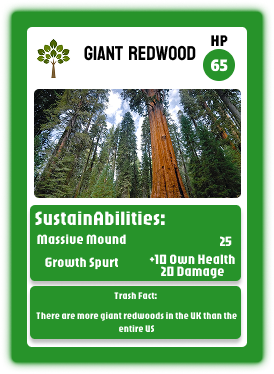 GIANT REDWOOD
HP
65
SustainAbilities:
Massive Mound 25
Growth Spurt +10 Own Health
20 Damage
Trash Fact:
There are more giant redwoods in the UK than the
entire US